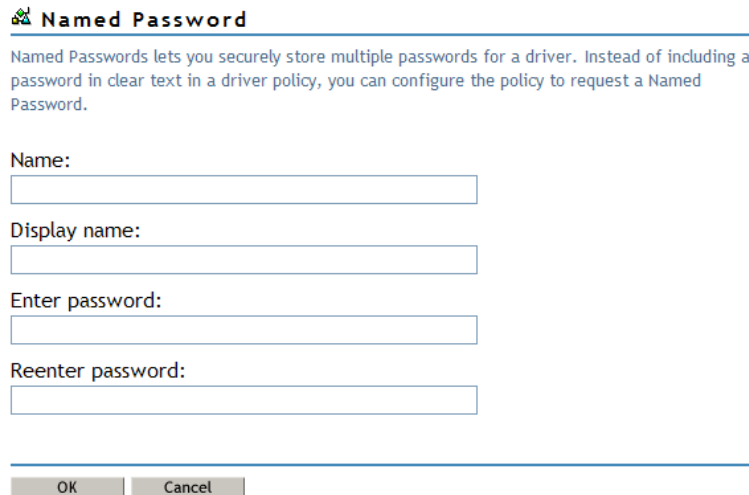 Named Password
Named Passwords lets you securely store multiple passwords for a driver. Instead of including a
password in clear text in a driver policy, you can configure the policy to request a Named
Password.
Name:
Display name:
Enter password:
Reenter password:
OK Cancel